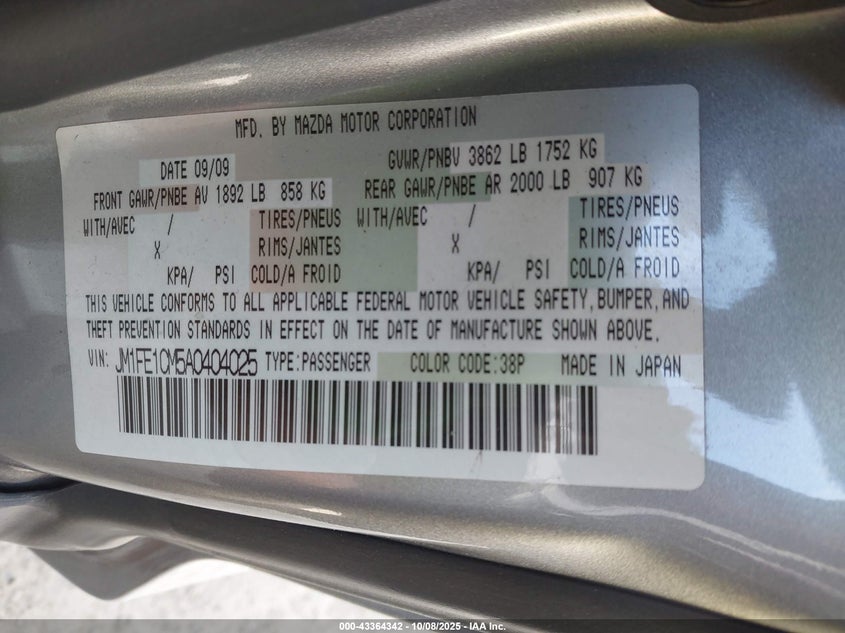 MFD. BY MAZDA MOTOR CORPORATION
DATE 09/09 GVWR/PNBV 3862 LB 1752 KG
FRONT GAWR/PNBE AV 1892 LB 858 KG REAR GAWR/PNBE AR 2000 LB 907 KG
WITH/AVEC / TIRES/PNEUS WITH/AVEC / TIRES/PNEUS
X RIMS/JANTES X RIMS/JANTES
KPA/ PSI COLD/A FROID KPA/ PSI COLD/A FROID
THIS VEHICLE CONFORMS TO ALL APPLICABLE FEDERAL MOTOR VEHICLE SAFETY, BUMPER, AND
THEFT PREVENTION STANDARDS IN EFFECT ON THE DATE OF MANUFACTURE SHOWN ABOVE.
VIN: JM1FE1CM5A0404025 TYPE:PASSENGER COLOR CODE:38P MADE IN JAPAN
000-43364342 - 10/08/2025 - IAA Inc.